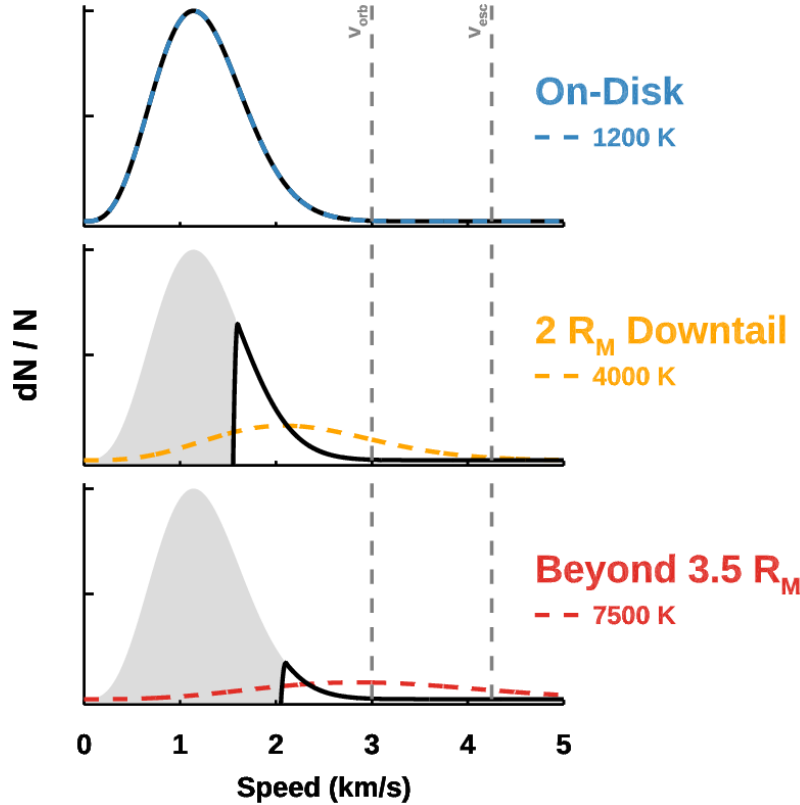 v_orb
v_esc
On-Disk
1200 K
2 R_M Downtail
4000 K
Beyond 3.5 R_M
7500 K
dN / N
0 1 2 3 4 5
Speed (km/s)